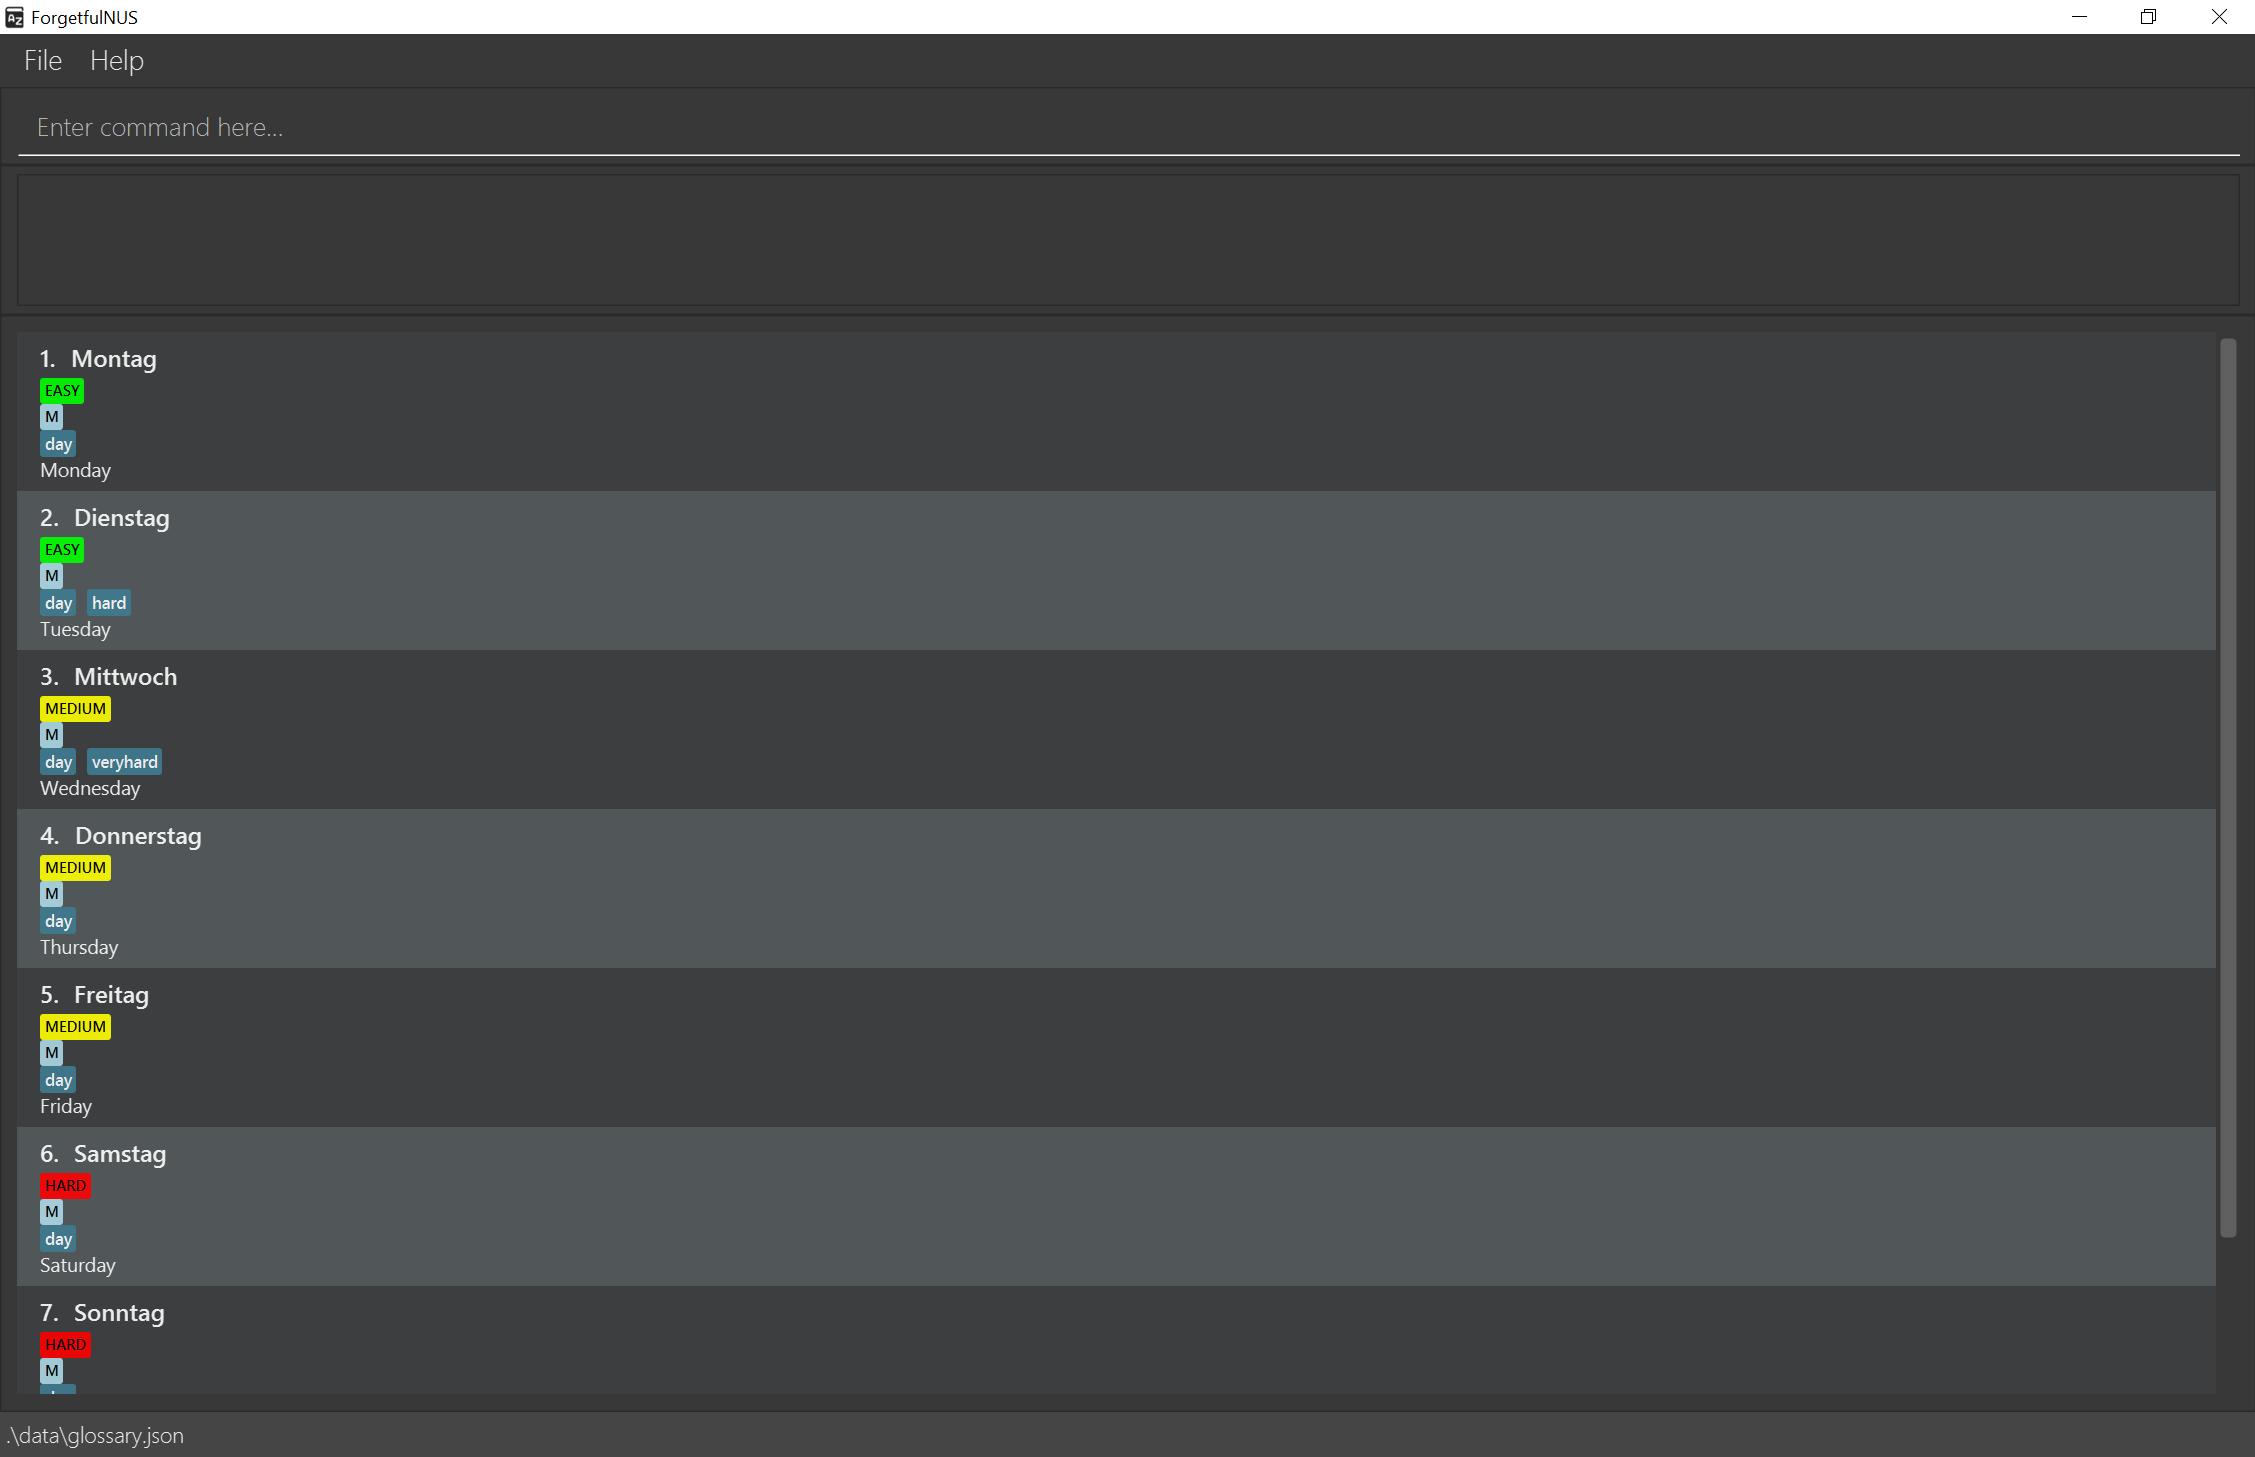 ForgetfulNUS
File Help
Enter command here...
1. Montag
EASY
M
day
Monday
2. Dienstag
EASY
M
day hard
Tuesday
3. Mittwoch
MEDIUM
M
day veryhard
Wednesday
4. Donnerstag
MEDIUM
M
day
Thursday
5. Freitag
MEDIUM
M
day
Friday
6. Samstag
HARD
M
day
Saturday
7. Sonntag
HARD
M
.\data\glossary.json